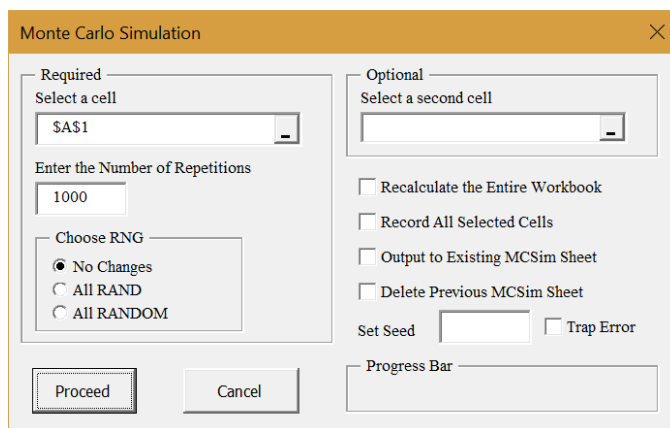 Monte Carlo Simulation
Required
Select a cell
$A$1
Enter the Number of Repetitions
1000
Choose RNG
No Changes
All RAND
All RANDOM
Proceed
Cancel
Optional
Select a second cell
Recalculate the Entire Workbook
Record All Selected Cells
Output to Existing MCSim Sheet
Delete Previous MCSim Sheet
Set Seed
Trap Error
Progress Bar